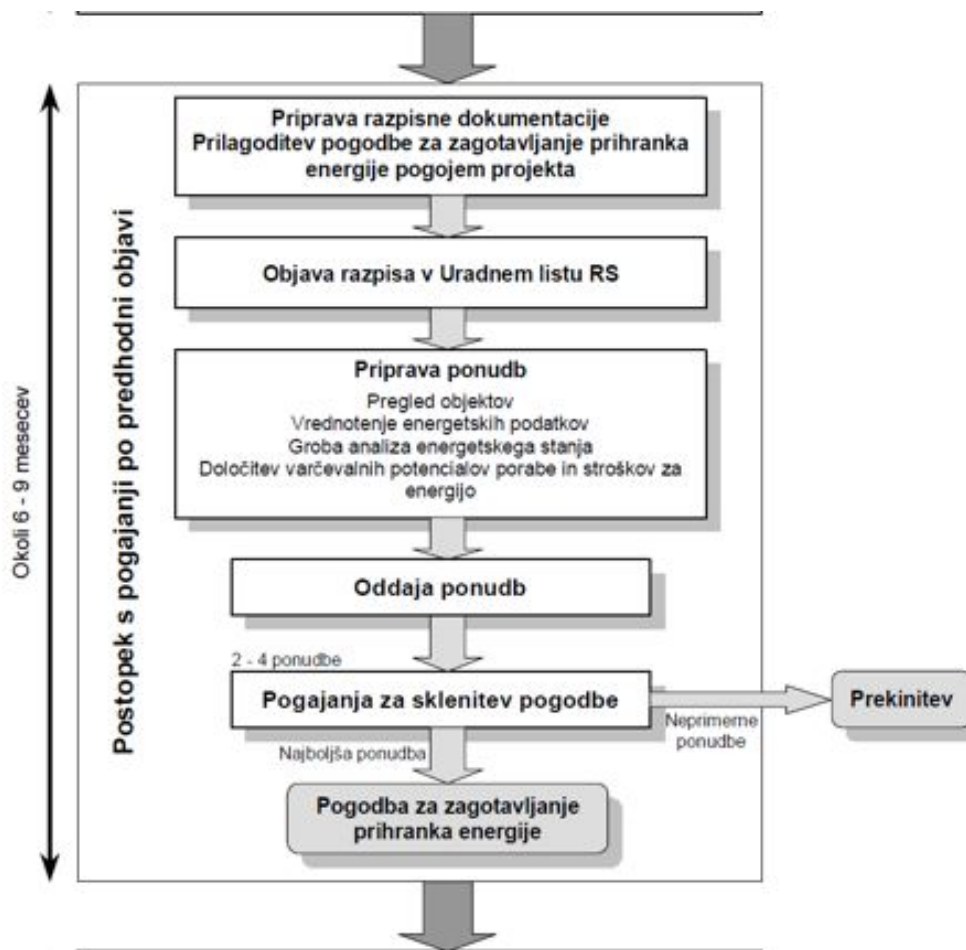 Okoli 6 - 9 mesecev
Postopek s pogajanji po predhodni objavi
Priprava razpisne dokumentacije
Prilagoditev pogodbe za zagotavljanje prihranka
energije pogojem projekta
Objava razpisa v Uradnem listu RS
Priprava ponudb
Pregled objektov
Vrednotenje energetskih podatkov
Groba analiza energetskega stanja
Določitev varčevalnih potencialov porabe in stroškov za
energijo
Oddaja ponudb
2 - 4 ponudbe
Pogajanja za sklenitev pogodbe
Neprimerne
ponudbe
Prekinitev
Najboljša ponudba
Pogodba za zagotavljanje
prihranka energije